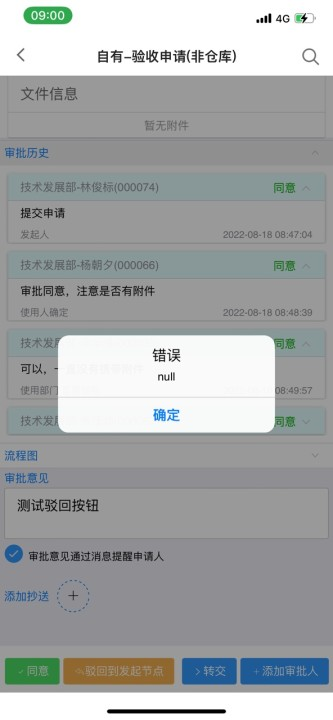 09:00
4G
自有-验收申请(非仓库)
文件信息
暂无附件
审批历史
技术发展部-林俊标(000074) 同意
提交申请
发起人 2022-08-18 08:47:04
技术发展部-杨朝夕(000066) 同意
审批同意，注意是否有附件
使用人确定 2022-08-18 08:48:39
技术发 同意
错误
null
可以，
使用部门 08:49:57
确定
技术发 同意
流程图
审批意见
测试驳回按钮
审批意见通过消息提醒申请人
添加抄送
同意 驳回到发起节点 转交 添加审批人